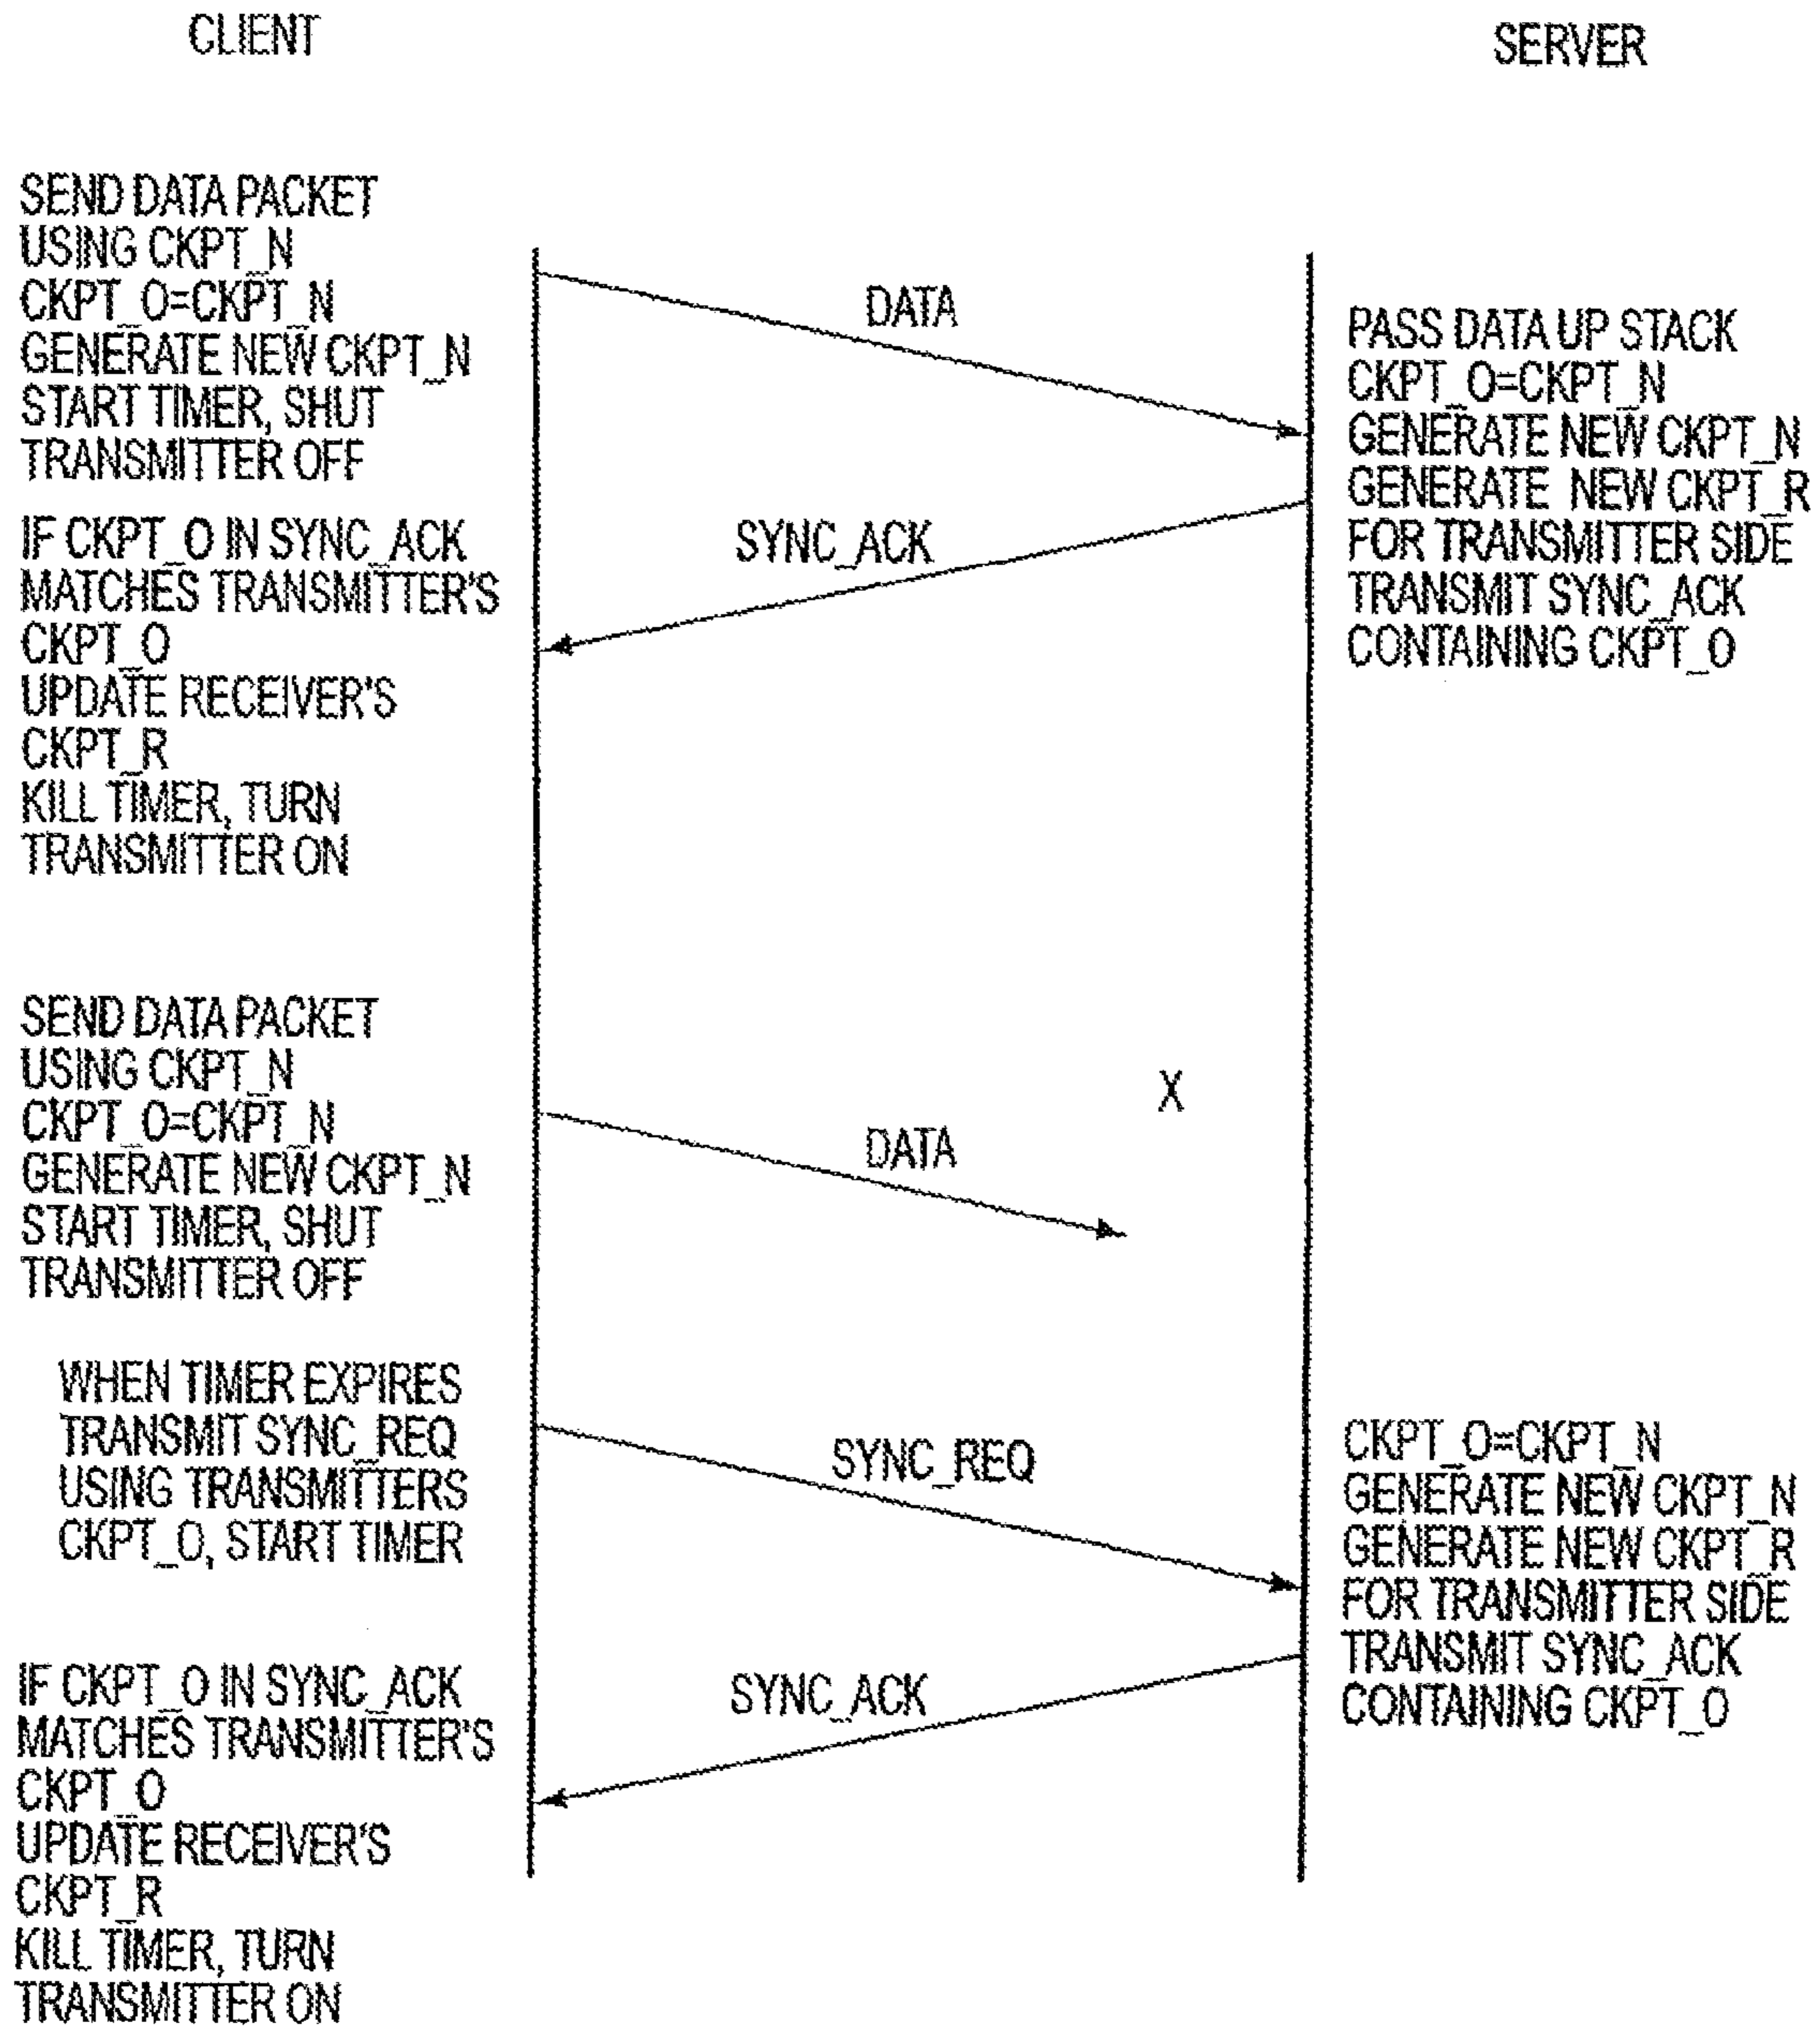 CLIENT
SERVER
SEND DATA PACKET
USING CKPT_N
CKPT_O=CKPT_N
GENERATE NEW CKPT_N
START TIMER, SHUT
TRANSMITTER OFF
DATA
PASS DATA UP STACK
CKPT_O=CKPT_N
GENERATE NEW CKPT_N
GENERATE NEW CKPT_R
FOR TRANSMITTER SIDE
TRANSMIT SYNC_ACK
CONTAINING CKPT_O
SYNC_ACK
IF CKPT_O IN SYNC_ACK
MATCHES TRANSMITTER'S
CKPT_O
UPDATE RECEIVER'S
CKPT_R
KILL TIMER, TURN
TRANSMITTER ON
SEND DATA PACKET
USING CKPT_N
CKPT_O=CKPT_N
GENERATE NEW CKPT_N
START TIMER, SHUT
TRANSMITTER OFF
DATA
X
WHEN TIMER EXPIRES
TRANSMIT SYNC_REQ
USING TRANSMITTERS
CKPT_O, START TIMER
SYNC_REQ
CKPT_O=CKPT_N
GENERATE NEW CKPT_N
GENERATE NEW CKPT_R
FOR TRANSMITTER SIDE
TRANSMIT SYNC_ACK
CONTAINING CKPT_O
SYNC_ACK
IF CKPT_O IN SYNC_ACK
MATCHES TRANSMITTER'S
CKPT_O
UPDATE RECEIVER'S
CKPT_R
KILL TIMER, TURN
TRANSMITTER ON